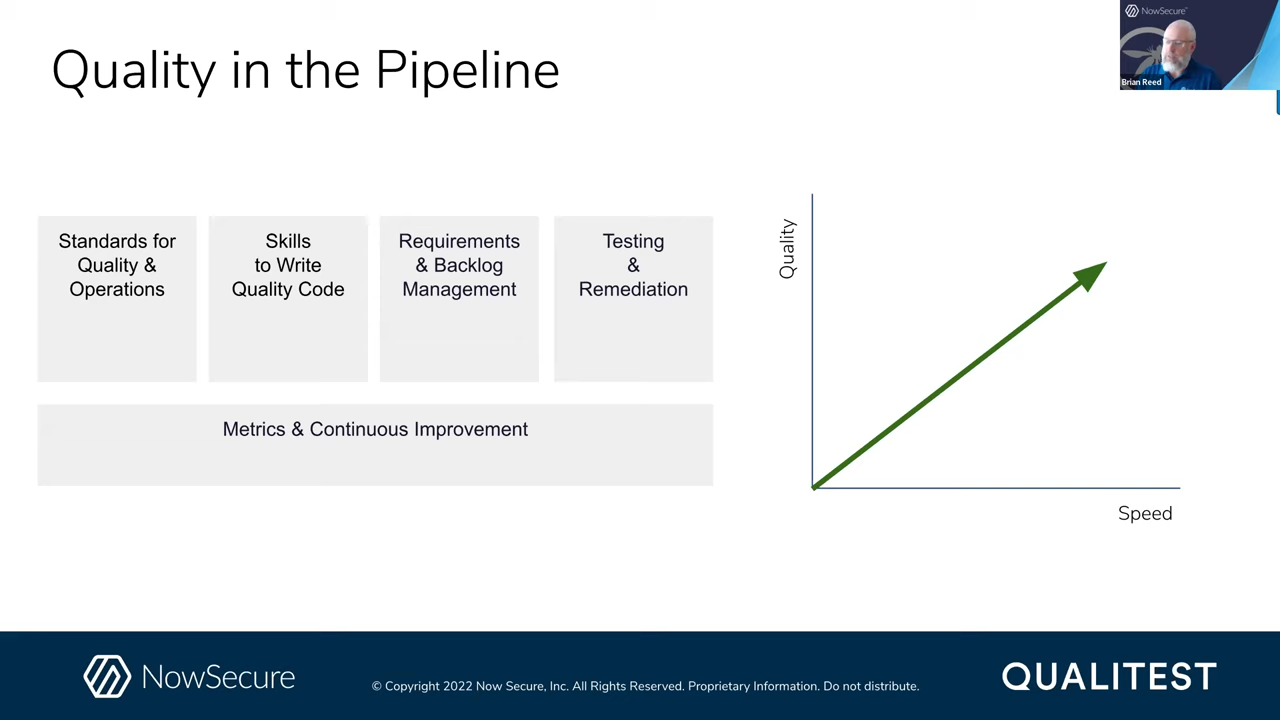 Quality in the Pipeline
NowSecure
Brian Reed
Standards for
Quality &
Operations
Skills
to Write
Quality Code
Requirements
& Backlog
Management
Testing
&
Remediation
Metrics & Continuous Improvement
Quality
Speed
NowSecure
© Copyright 2022 Now Secure, Inc. All Rights Reserved. Proprietary Information. Do not distribute.
QUALITEST